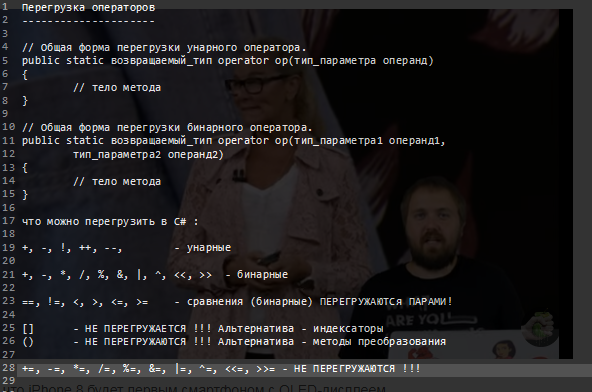 1 Перегрузка операторов
2 ---------------------
3
4 // Общая форма перегрузки унарного оператора.
5 public static возвращаемый_тип operator op(тип_параметра операнд)
6 {
7 // тело метода
8 }
9
10 // Общая форма перегрузки бинарного оператора.
11 public static возвращаемый_тип operator op(тип_параметра1 операнд1,
12 тип_параметра2 операнд2)
13 {
14 // тело метода
15 }
16
17 что можно перегрузить в C# :
18
19 +, -, !, ++, --, - унарные
20
21 +, -, *, /, %, &, |, ^, <<, >> - бинарные
22
23 ==, !=, <, >, <=, >= - сравнения (бинарные) ПЕРЕГРУЖАЮТСЯ ПАРАМИ!
24
25 [] - НЕ ПЕРЕГРУЖАЕТСЯ !!! Альтернатива - индексаторы
26 () - НЕ ПЕРЕГРУЖАЮТСЯ !!! Альтернатива - методы преобразования
27
28 +=, -=, *=, /=, %=, &=, |=, ^=, <<=, >>= - НЕ ПЕРЕГРУЖАЮТСЯ !!!
29
что iPhone 8 будет первым смартфоном с OLED-дисплеем
ARE YOU